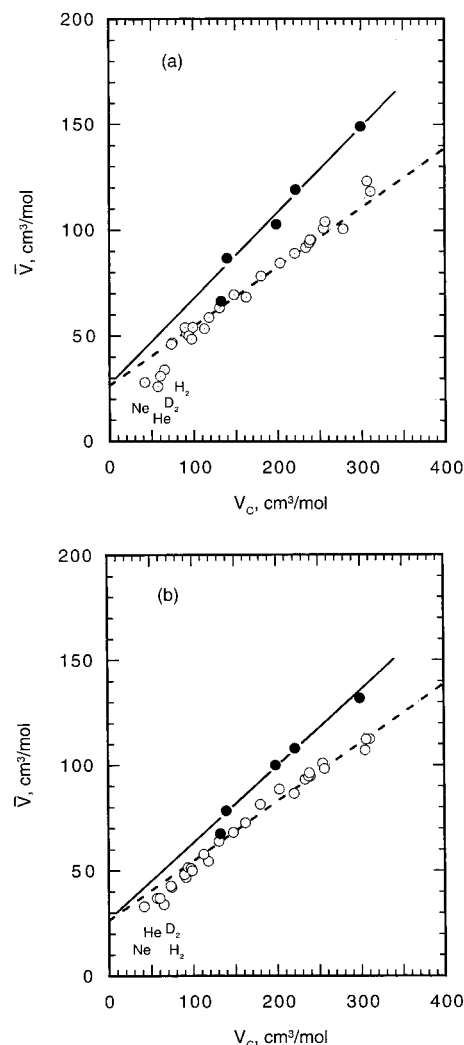 200
(a)
150
V̄, cm³/mol
100
50
H₂
D₂
Ne
He
0
0 100 200 300 400
V_C, cm³/mol
200
(b)
150
V̄, cm³/mol
100
50
He D₂
Ne H₂
0
0 100 200 300 400
V_C, cm³/mol